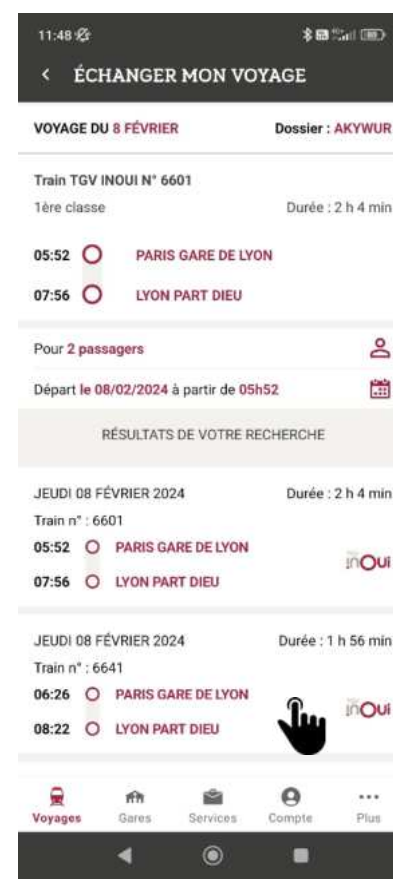 11:48
ÉCHANGER MON VOYAGE
VOYAGE DU 8 FÉVRIER Dossier : AKYWUR
Train TGV INOUI N° 6601
1ère classe Durée : 2 h 4 min
05:52 PARIS GARE DE LYON
07:56 LYON PART DIEU
Pour 2 passagers
Départ le 08/02/2024 à partir de 05h52
RÉSULTATS DE VOTRE RECHERCHE
JEUDI 08 FÉVRIER 2024 Durée : 2 h 4 min
Train n° : 6601
05:52 PARIS GARE DE LYON
inOui
07:56 LYON PART DIEU
JEUDI 08 FÉVRIER 2024 Durée : 1 h 56 min
Train n° : 6641
06:26 PARIS GARE DE LYON
inOui
08:22 LYON PART DIEU
Voyages Gares Services Compte Plus